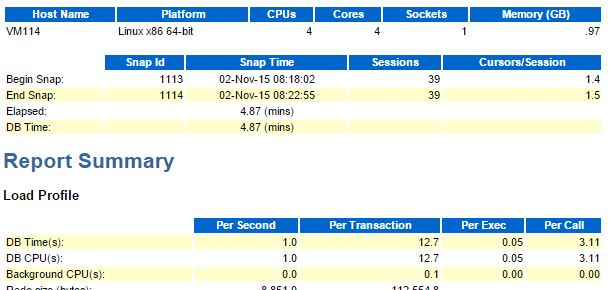 Host Name Platform CPUs Cores Sockets Memory (GB)
VM114 Linux x86 64-bit 4 4 1 .97
Snap Id Snap Time Sessions Cursors/Session
Begin Snap: 1113 02-Nov-15 08:18:02 39 1.4
End Snap: 1114 02-Nov-15 08:22:55 39 1.5
Elapsed: 4.87 (mins)
DB Time: 4.87 (mins)
Report Summary
Load Profile
Per Second Per Transaction Per Exec Per Call
DB Time(s): 1.0 12.7 0.05 3.11
DB CPU(s): 1.0 12.7 0.05 3.11
Background CPU(s): 0.0 0.1 0.00 0.00
Redo size (bytes): 8,851.0 112,554.8